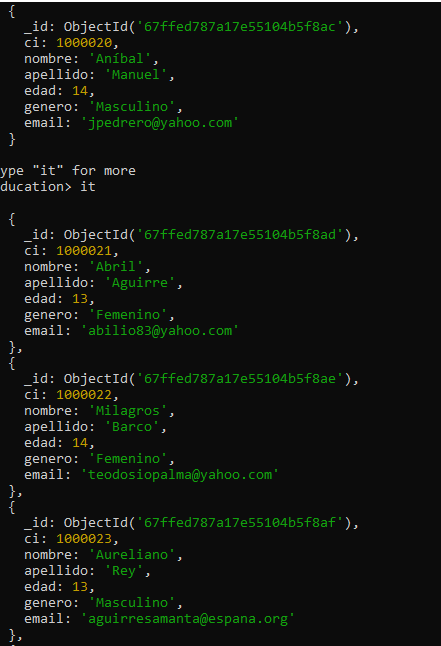 {
_id: ObjectId('67ffed787a17e55104b5f8ac'),
ci: 1000020,
nombre: 'Aníbal',
apellido: 'Manuel',
edad: 14,
genero: 'Masculino',
email: 'jpedrero@yahoo.com'
}
ype "it" for more
ducation> it
{
_id: ObjectId('67ffed787a17e55104b5f8ad'),
ci: 1000021,
nombre: 'Abril',
apellido: 'Aguirre',
edad: 13,
genero: 'Femenino',
email: 'abilio83@yahoo.com'
},
{
_id: ObjectId('67ffed787a17e55104b5f8ae'),
ci: 1000022,
nombre: 'Milagros',
apellido: 'Barco',
edad: 14,
genero: 'Femenino',
email: 'teodosiopalma@yahoo.com'
},
{
_id: ObjectId('67ffed787a17e55104b5f8af'),
ci: 1000023,
nombre: 'Aureliano',
apellido: 'Rey',
edad: 13,
genero: 'Masculino',
email: 'aguirresamanta@espana.org'
},